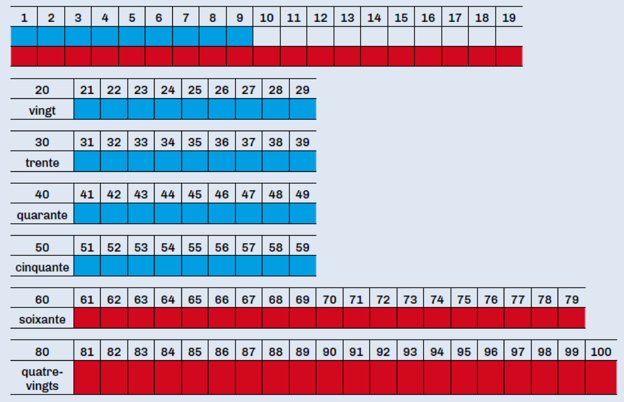 1 2 3 4 5 6 7 8 9 10 11 12 13 14 15 16 17 18 19
20 21 22 23 24 25 26 27 28 29
vingt
30 31 32 33 34 35 36 37 38 39
trente
40 41 42 43 44 45 46 47 48 49
quarante
50 51 52 53 54 55 56 57 58 59
cinquante
60 61 62 63 64 65 66 67 68 69 70 71 72 73 74 75 76 77 78 79
soixante
80 81 82 83 84 85 86 87 88 89 90 91 92 93 94 95 96 97 98 99 100
quatre-
vingts